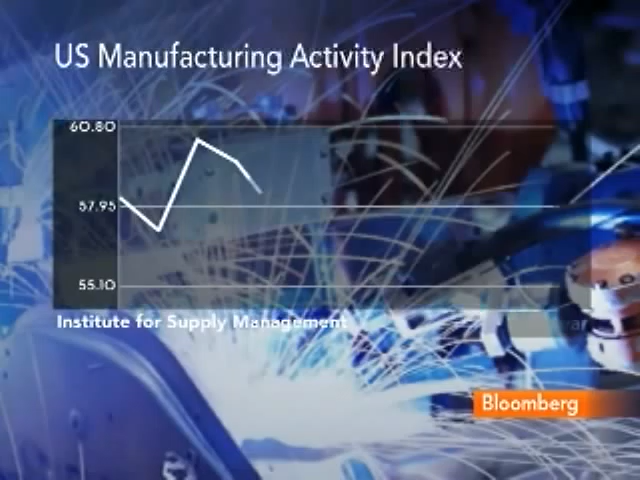 US Manufacturing Activity Index
60.80
57.95
55.10
Institute for Supply Management
Bloomberg